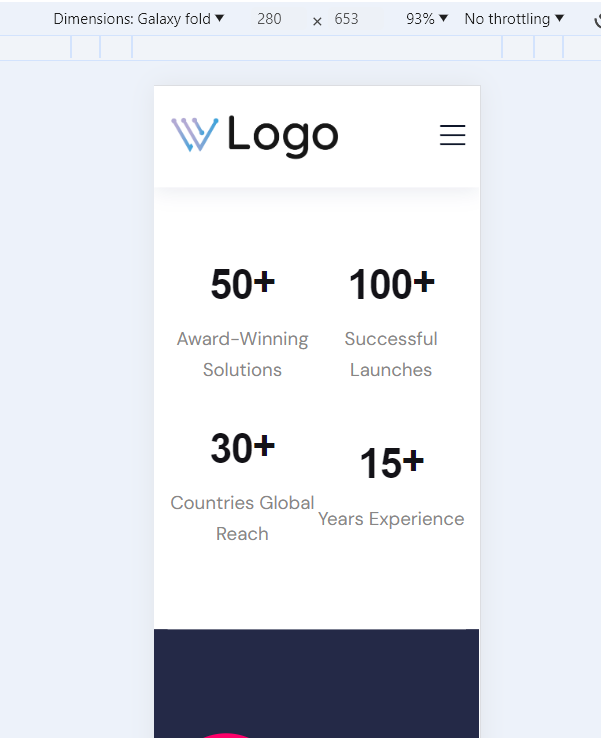 Dimensions: Galaxy fold ▼ 280 × 653 93% ▼ No throttling ▼
Logo
50+ 100+
Award-Winning Successful
Solutions Launches
30+ 15+
Countries Global Years Experience
Reach